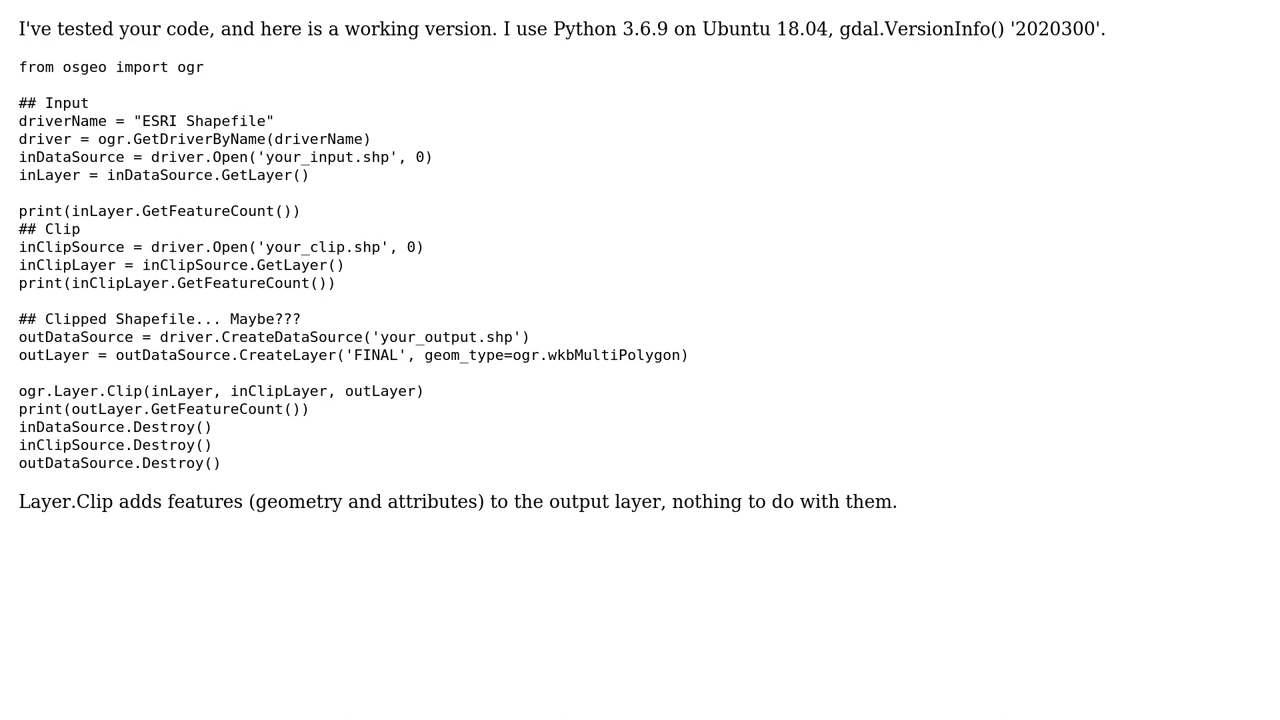 I've tested your code, and here is a working version. I use Python 3.6.9 on Ubuntu 18.04, gdal.VersionInfo() '2020300'.
from osgeo import ogr
## Input
driverName = "ESRI Shapefile"
driver = ogr.GetDriverByName(driverName)
inDataSource = driver.Open('your_input.shp', 0)
inLayer = inDataSource.GetLayer()
print(inLayer.GetFeatureCount())
## Clip
inClipSource = driver.Open('your_clip.shp', 0)
inClipLayer = inClipSource.GetLayer()
print(inClipLayer.GetFeatureCount())
## Clipped Shapefile... Maybe???
outDataSource = driver.CreateDataSource('your_output.shp')
outLayer = outDataSource.CreateLayer('FINAL', geom_type=ogr.wkbMultiPolygon)
ogr.Layer.Clip(inLayer, inClipLayer, outLayer)
print(outLayer.GetFeatureCount())
inDataSource.Destroy()
inClipSource.Destroy()
outDataSource.Destroy()
Layer.Clip adds features (geometry and attributes) to the output layer, nothing to do with them.